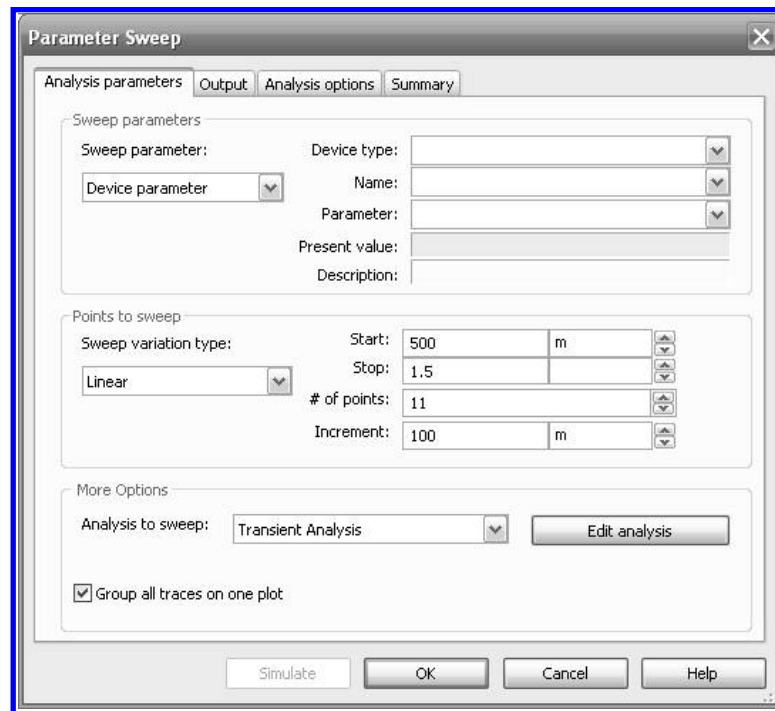 Parameter Sweep
Analysis parameters Output Analysis options Summary
Sweep parameters
Sweep parameter: Device type:
Device parameter Name:
Parameter:
Present value:
Description:
Points to sweep
Sweep variation type: Start: 500 m
Linear Stop: 1.5
# of points: 11
Increment: 100 m
More Options
Analysis to sweep: Transient Analysis Edit analysis
Group all traces on one plot
Simulate OK Cancel Help